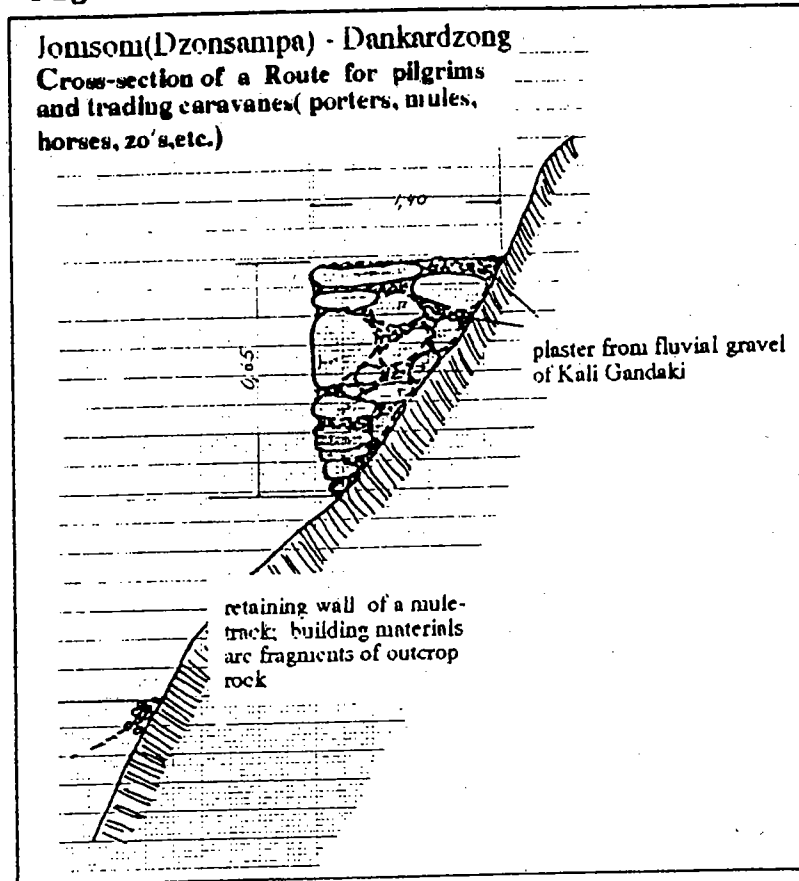 Jomsom(Dzonsampa) - Dankardzong
Cross-section of a Route for pilgrims
and trading caravanes( porters, mules,
horses, zo's,etc.)
1,40
0,65
plaster from fluvial gravel
of Kali Gandaki
retaining wall of a mule-
track; building materials
are fragments of outcrop
rock